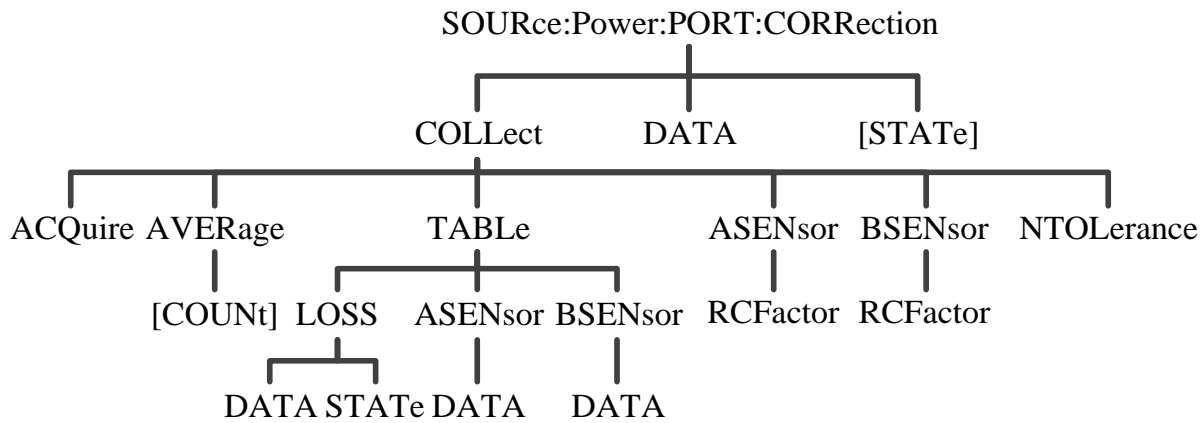 SOURce:Power:PORT:CORRection
COLLect DATA [STATe]
ACQuire AVERage TABLe ASENsor BSENsor NTOLerance
[COUNt] LOSS ASENsor BSENsor RCFactor RCFactor
DATA STATe DATA DATA